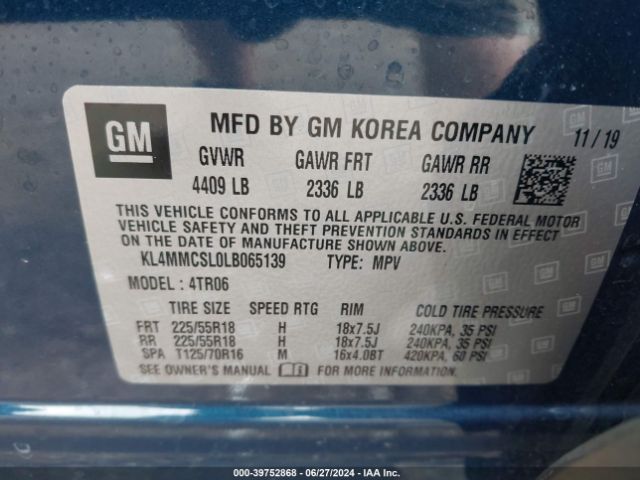 GM
MFD BY GM KOREA COMPANY 11/19
GVWR GAWR FRT GAWR RR
4409 LB 2336 LB 2336 LB
THIS VEHICLE CONFORMS TO ALL APPLICABLE U.S. FEDERAL MOTOR
VEHICLE SAFETY AND THEFT PREVENTION STANDARDS IN EFFECT
ON THE DATE OF MANUFACTURE SHOWN ABOVE.
KL4MMCSL0LB065139 TYPE: MPV
MODEL : 4TR06
TIRE SIZE SPEED RTG RIM COLD TIRE PRESSURE
FRT 225/55R18 H 18x7.5J 240KPA, 35 PSI
RR 225/55R18 H 18x7.5J 240KPA, 35 PSI
SPA T125/70R16 M 16x4.0BT 420KPA, 60 PSI
SEE OWNER'S MANUAL FOR MORE INFORMATION.
000-39752868 - 06/27/2024 - IAA Inc.